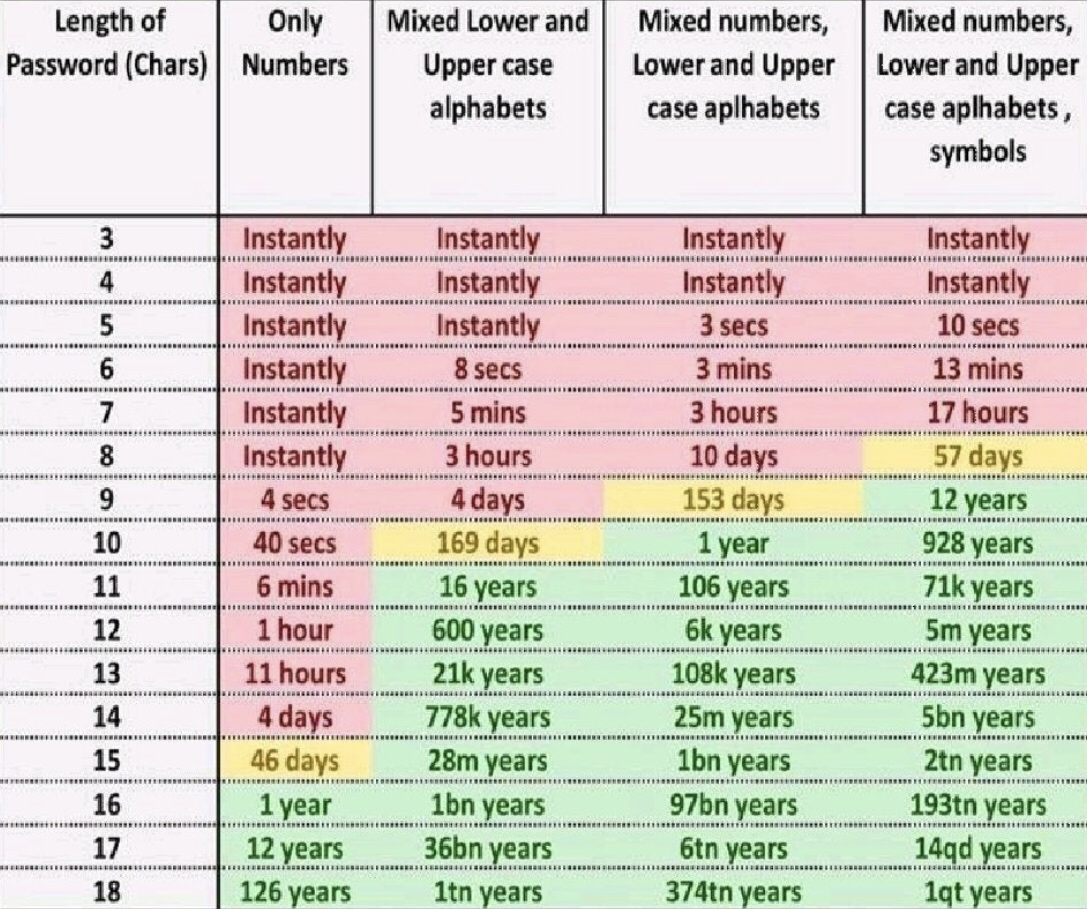 Length of Password (Chars) Only Numbers Mixed Lower and Upper case alphabets Mixed numbers, Lower and Upper case aplhabets Mixed numbers, Lower and Upper case aplhabets , symbols
3 Instantly Instantly Instantly Instantly
4 Instantly Instantly Instantly Instantly
5 Instantly Instantly 3 secs 10 secs
6 Instantly 8 secs 3 mins 13 mins
7 Instantly 5 mins 3 hours 17 hours
8 Instantly 3 hours 10 days 57 days
9 4 secs 4 days 153 days 12 years
10 40 secs 169 days 1 year 928 years
11 6 mins 16 years 106 years 71k years
12 1 hour 600 years 6k years 5m years
13 11 hours 21k years 108k years 423m years
14 4 days 778k years 25m years 5bn years
15 46 days 28m years 1bn years 2tn years
16 1 year 1bn years 97bn years 193tn years
17 12 years 36bn years 6tn years 14qd years
18 126 years 1tn years 374tn years 1qt years